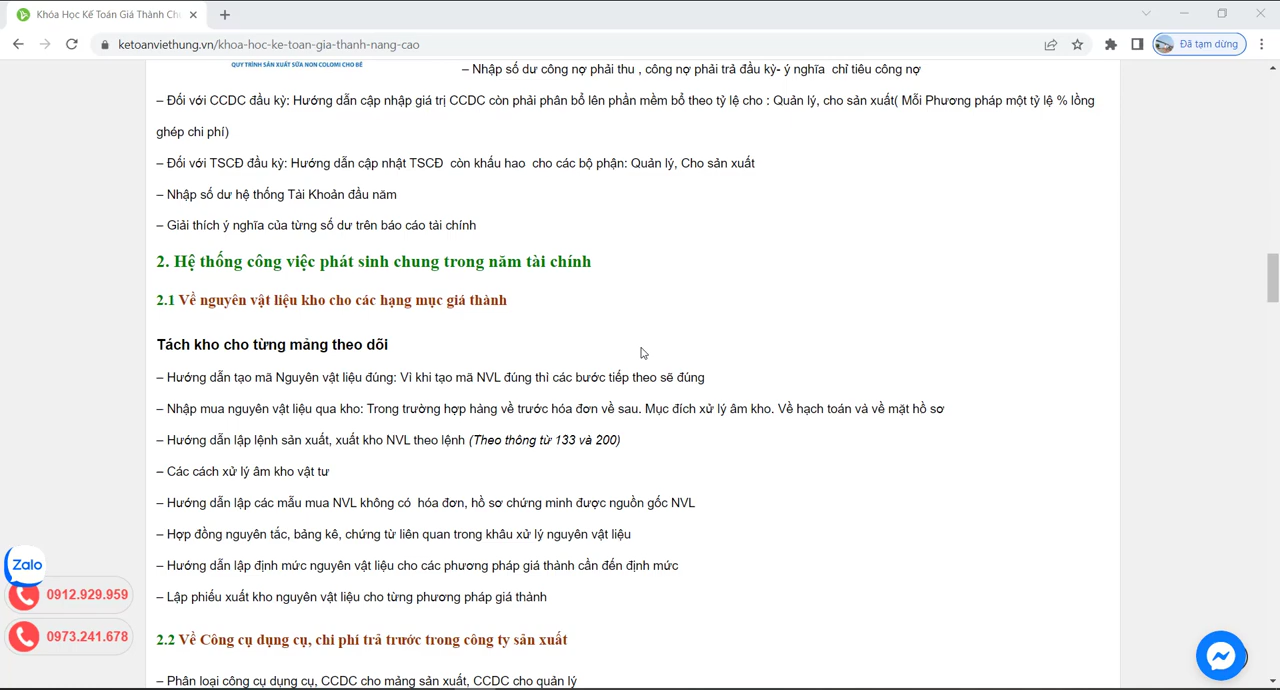 Khóa Học Kế Toán Giá Thành Ch
ketoanviethung.vn/khoa-hoc-ke-toan-gia-thanh-nang-cao
Đã tạm dừng
QUY TRÌNH SẢN XUẤT SỮA NON COLOMI CHO BÉ
– Nhập số dư công nợ phải thu , công nợ phải trả đầu kỳ- ý nghĩa chỉ tiêu công nợ
– Đối với CCDC đầu kỳ: Hướng dẫn cập nhập giá trị CCDC còn phải phân bổ lên phần mềm bổ theo tỷ lệ cho : Quản lý, cho sản xuất( Mỗi Phương pháp một tỷ lệ % lồng
ghép chi phí)
– Đối với TSCĐ đầu kỳ: Hướng dẫn cập nhật TSCĐ còn khấu hao cho các bộ phận: Quản lý, Cho sản xuất
– Nhập số dư hệ thống Tài Khoản đầu năm
– Giải thích ý nghĩa của từng số dư trên báo cáo tài chính
2. Hệ thống công việc phát sinh chung trong năm tài chính
2.1 Về nguyên vật liệu kho cho các hạng mục giá thành
Tách kho cho từng mảng theo dõi
– Hướng dẫn tạo mã Nguyên vật liệu đúng: Vì khi tạo mã NVL đúng thì các bước tiếp theo sẽ đúng
– Nhập mua nguyên vật liệu qua kho: Trong trường hợp hàng về trước hóa đơn về sau. Mục đích xử lý âm kho. Về hạch toán và về mặt hồ sơ
– Hướng dẫn lập lệnh sản xuất, xuất kho NVL theo lệnh (Theo thông tư 133 và 200)
– Các cách xử lý âm kho vật tư
– Hướng dẫn lập các mẫu mua NVL không có hóa đơn, hồ sơ chứng minh được nguồn gốc NVL
– Hợp đồng nguyên tắc, bảng kê, chứng từ liên quan trong khâu xử lý nguyên vật liệu
– Hướng dẫn lập định mức nguyên vật liệu cho các phương pháp giá thành cần đến định mức
– Lập phiếu xuất kho nguyên vật liệu cho từng phương pháp giá thành
2.2 Về Công cụ dụng cụ, chi phí trả trước trong công ty sản xuất
– Phân loại công cụ dụng cụ, CCDC cho mảng sản xuất, CCDC cho quản lý
Zalo
0912.929.959
0973.241.678